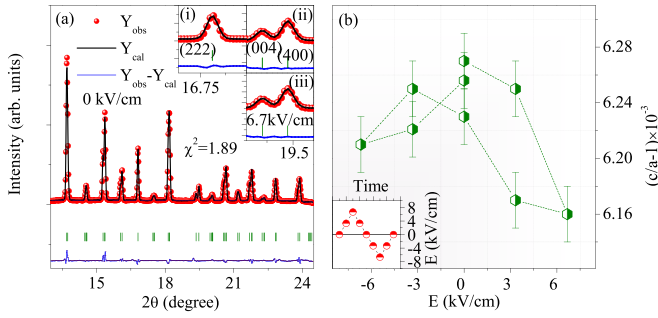 (a)
Y_obs
Y_cal
Y_obs-Y_cal
0 kV/cm
(i)
(222)
16.75
(ii)
(004)
(400)
(iii)
6.7kV/cm
19.5
χ²=1.89
Intensity (arb. units)
15 18 21 24
2θ (degree)
(b)
6.28
6.24
6.20
6.16
(c/a-1)×10⁻³
Time
8
4
0
-4
-8
E (kV/cm)
-6 -3 0 3 6
E (kV/cm)